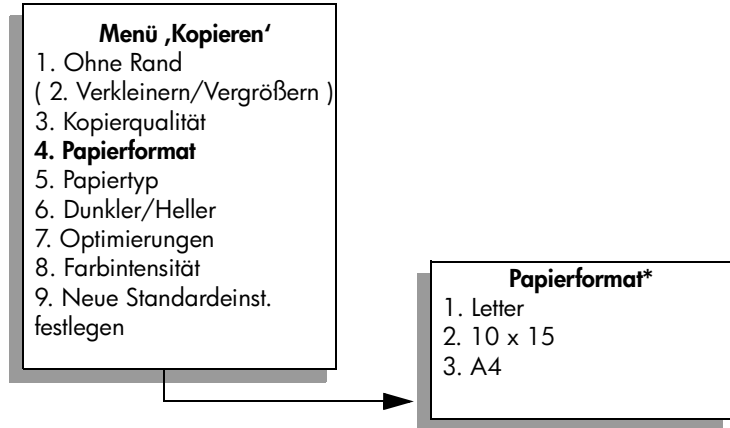 Menü ‚Kopieren‘
1. Ohne Rand
( 2. Verkleinern/Vergrößern )
3. Kopierqualität
4. Papierformat
5. Papiertyp
6. Dunkler/Heller
7. Optimierungen
8. Farbintensität
9. Neue Standardeinst.
festlegen
Papierformat*
1. Letter
2. 10 x 15
3. A4